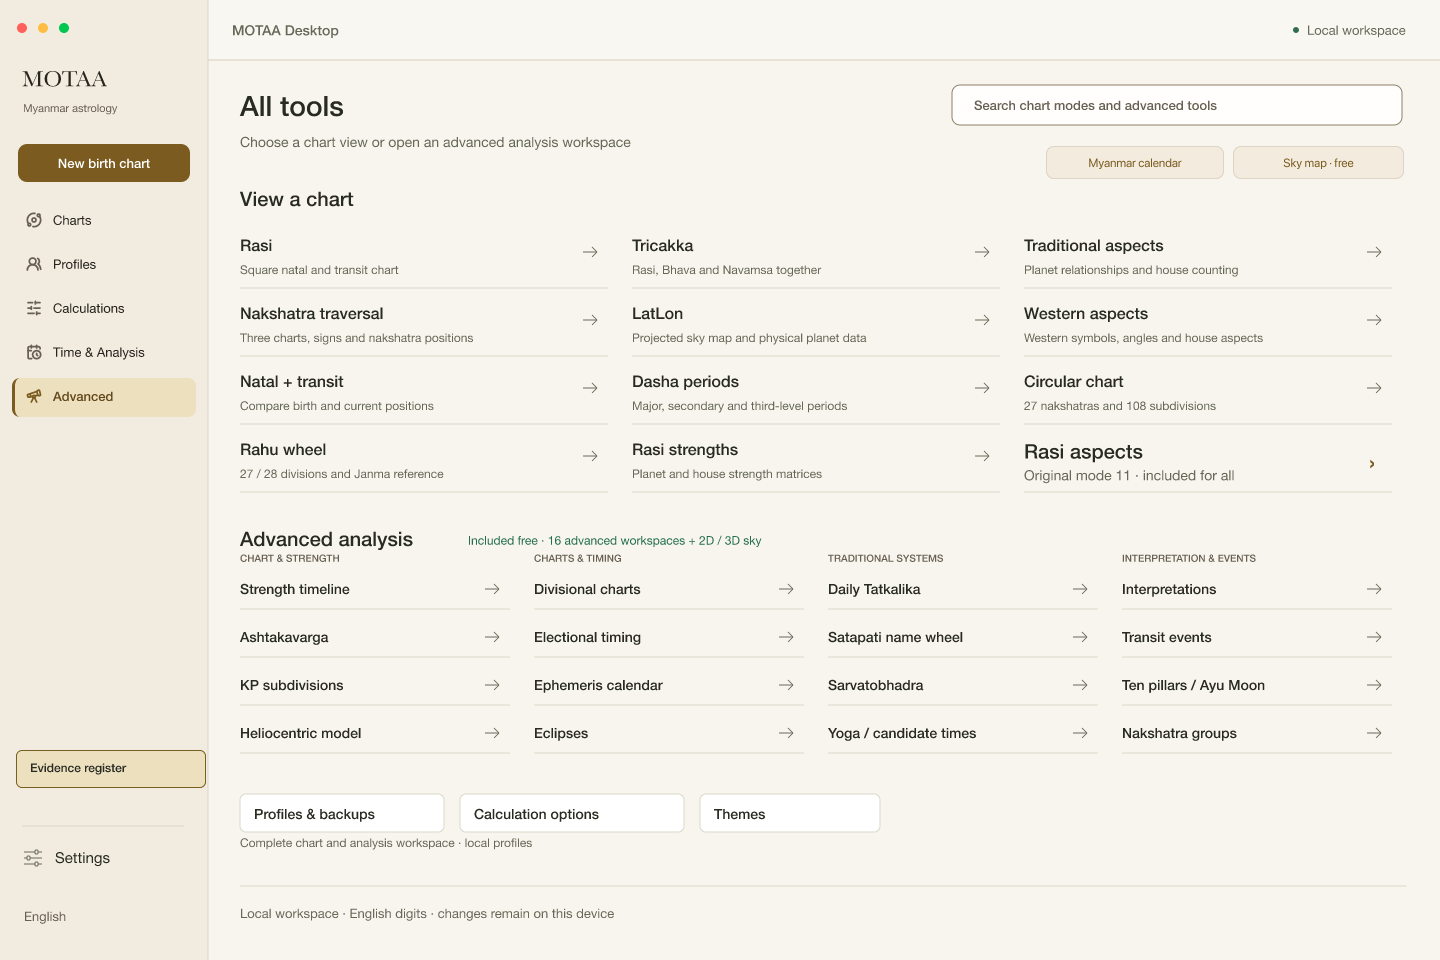 MOTAA Desktop
Local workspace
MOTAA
Myanmar astrology
New birth chart
Charts
Profiles
Calculations
Time & Analysis
Advanced
Evidence register
Settings
English
All tools
Choose a chart view or open an advanced analysis workspace
Search chart modes and advanced tools
Myanmar calendar
Sky map · free
View a chart
Rasi
Square natal and transit chart
Tricakka
Rasi, Bhava and Navamsa together
Traditional aspects
Planet relationships and house counting
Nakshatra traversal
Three charts, signs and nakshatra positions
LatLon
Projected sky map and physical planet data
Western aspects
Western symbols, angles and house aspects
Natal + transit
Compare birth and current positions
Dasha periods
Major, secondary and third-level periods
Circular chart
27 nakshatras and 108 subdivisions
Rahu wheel
27 / 28 divisions and Janma reference
Rasi strengths
Planet and house strength matrices
Rasi aspects
Original mode 11 · included for all
Advanced analysis
Included free · 16 advanced workspaces + 2D / 3D sky
CHART & STRENGTH
Strength timeline
Ashtakavarga
KP subdivisions
Heliocentric model
CHARTS & TIMING
Divisional charts
Electional timing
Ephemeris calendar
Eclipses
TRADITIONAL SYSTEMS
Daily Tatkalika
Satapati name wheel
Sarvatobhadra
Yoga / candidate times
INTERPRETATION & EVENTS
Interpretations
Transit events
Ten pillars / Ayu Moon
Nakshatra groups
Profiles & backups
Calculation options
Themes
Complete chart and analysis workspace · local profiles
Local workspace · English digits · changes remain on this device